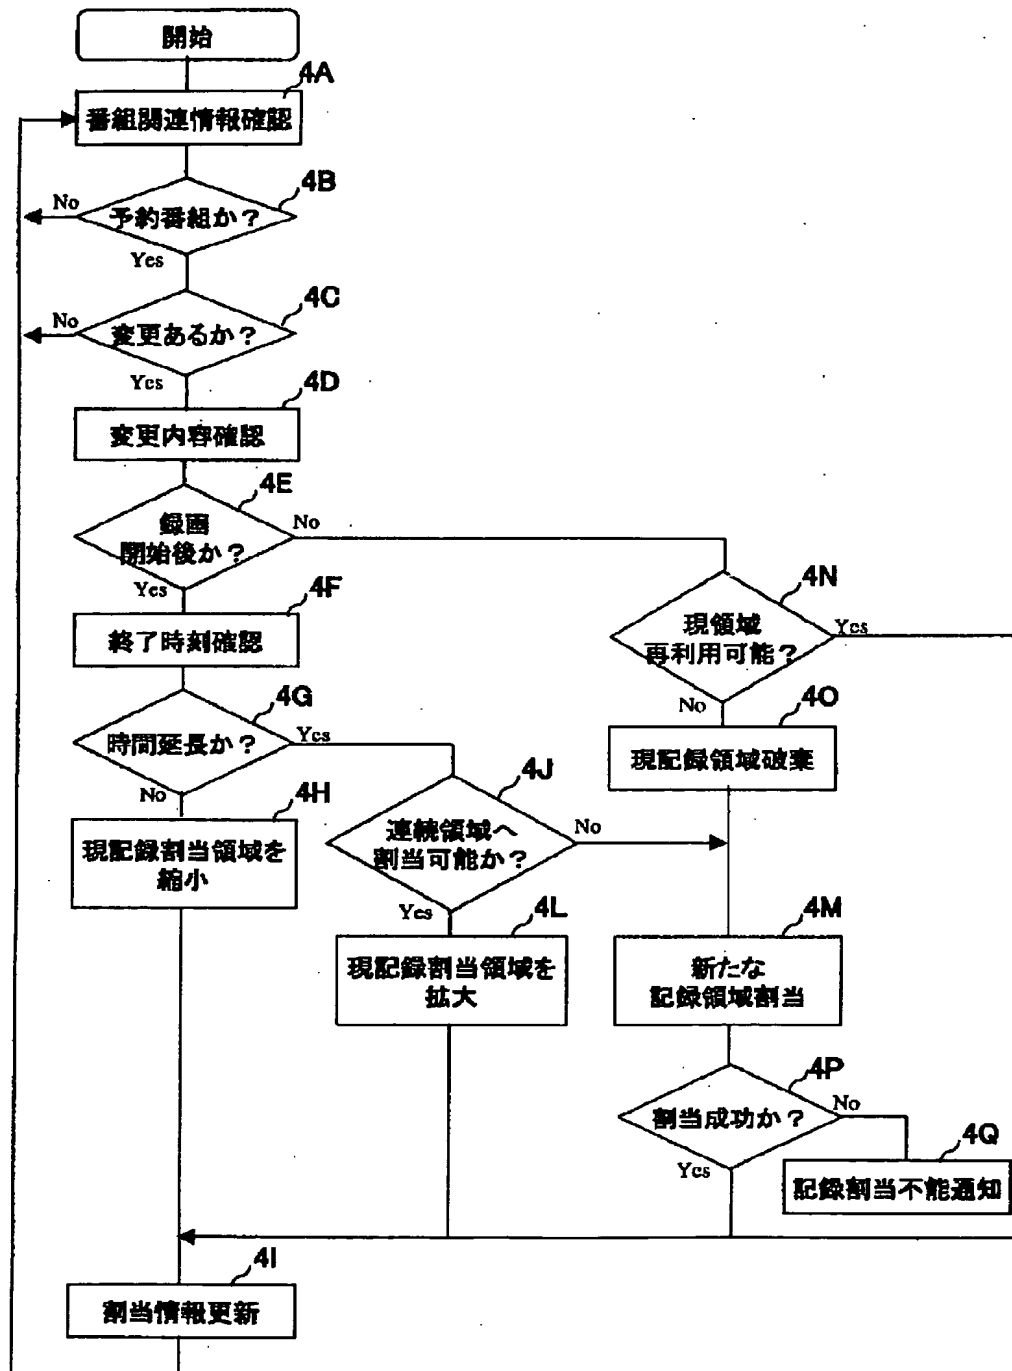 開始
4A
番組関連情報確認
4B
予約番組か？
No
Yes
4C
変更あるか？
No
Yes
4D
変更内容確認
4E
録画
開始後か？
No
Yes
4F
終了時刻確認
4G
時間延長か？
Yes
No
4H
現記録割当領域を
縮小
4J
連続領域へ
割当可能か？
No
Yes
4L
現記録割当領域を
拡大
4N
現領域
再利用可能？
Yes
No
4O
現記録領域破棄
4M
新たな
記録領域割当
4P
割当成功か？
No
Yes
4Q
記録割当不能通知
4I
割当情報更新